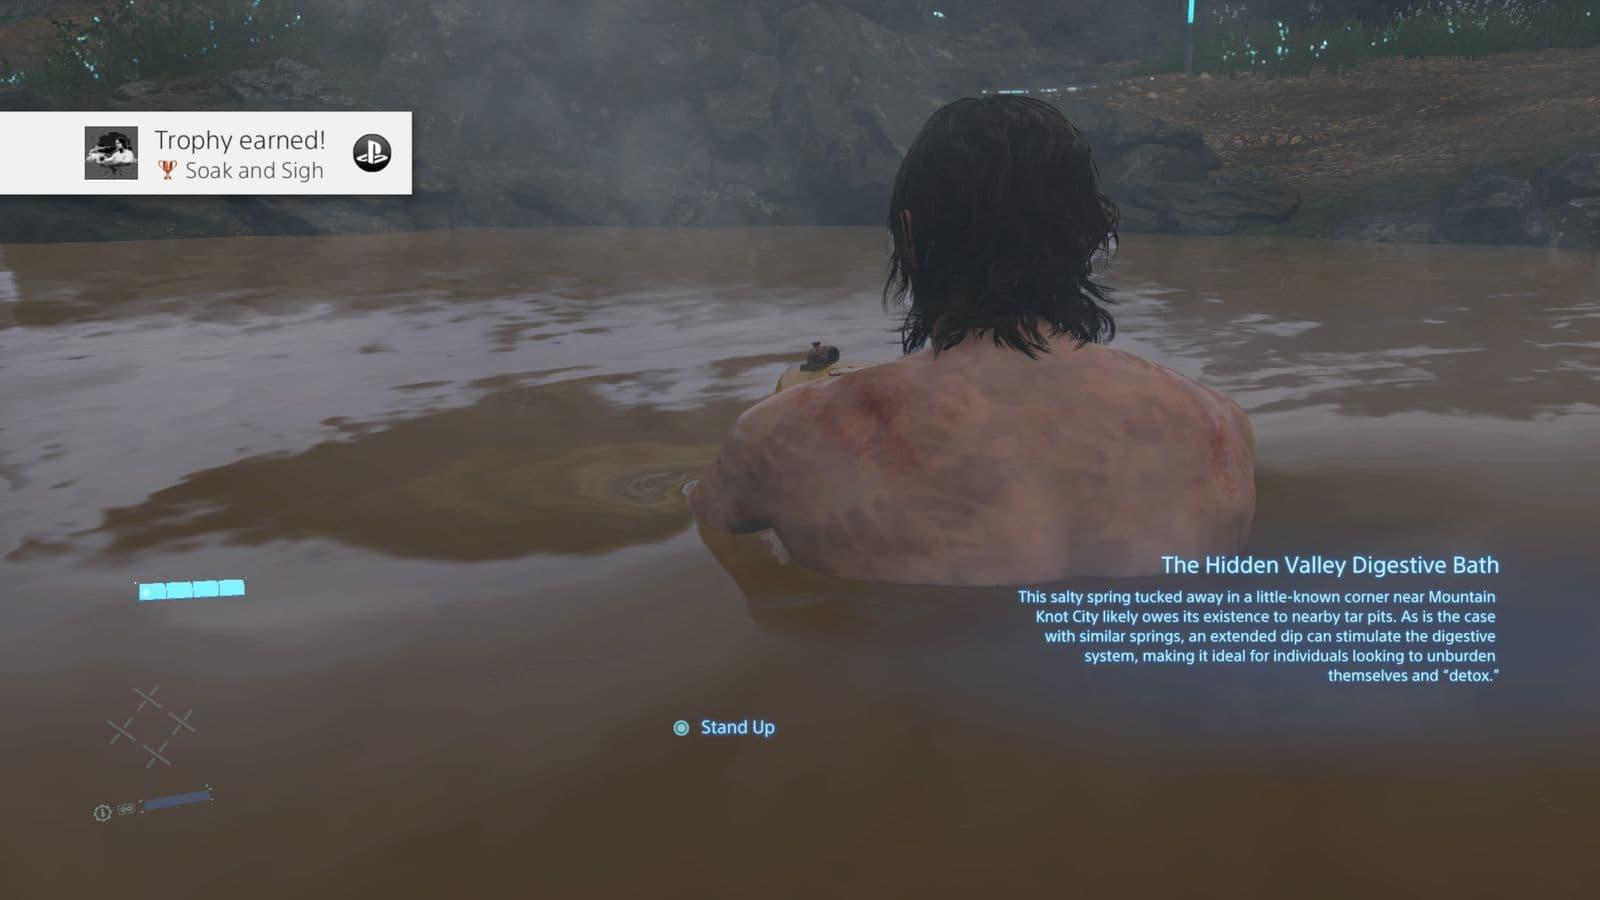 Trophy earned!
Soak and Sigh
The Hidden Valley Digestive Bath
This salty spring tucked away in a little-known corner near Mountain
Knot City likely owes its existence to nearby tar pits. As is the case
with similar springs, an extended dip can stimulate the digestive
system, making it ideal for individuals looking to unburden
themselves and “detox.”
Stand Up